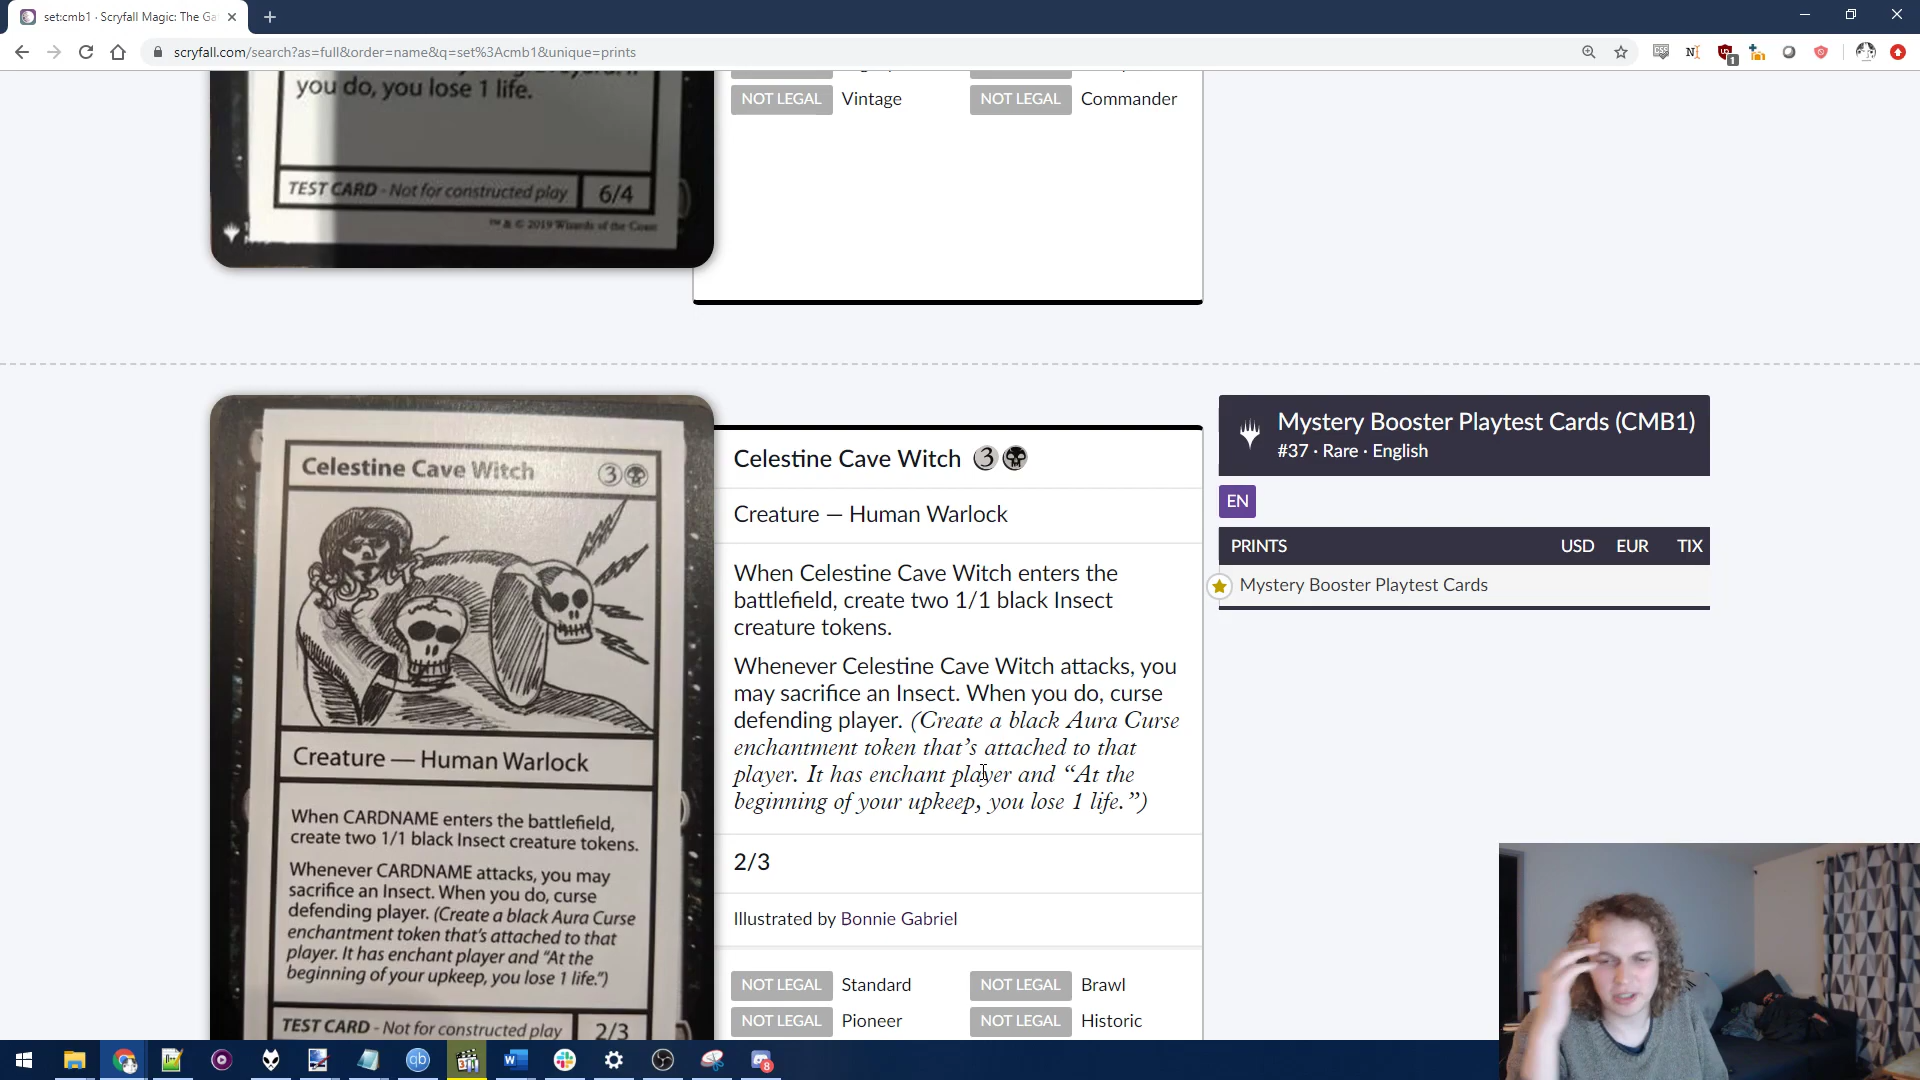 set:cmb1 · Scryfall Magic: The Ga
scryfall.com/search?as=full&order=name&q=set%3Acmb1&unique=prints
you do, you lose 1 life.
TEST CARD - Not for constructed play 6/4
™ & © 2019 Wizards of the Coast
NOT LEGAL Vintage NOT LEGAL Commander
Celestine Cave Witch 3
Creature — Human Warlock
When CARDNAME enters the battlefield,
create two 1/1 black Insect creature tokens.
Whenever CARDNAME attacks, you may
sacrifice an Insect. When you do, curse
defending player. (Create a black Aura Curse
enchantment token that's attached to that
player. It has enchant player and "At the
beginning of your upkeep, you lose 1 life.")
TEST CARD - Not for constructed play 2/3
Celestine Cave Witch 3
Creature — Human Warlock
When Celestine Cave Witch enters the
battlefield, create two 1/1 black Insect
creature tokens.
Whenever Celestine Cave Witch attacks, you
may sacrifice an Insect. When you do, curse
defending player. (Create a black Aura Curse
enchantment token that's attached to that
player. It has enchant player and “At the
beginning of your upkeep, you lose 1 life.”)
2/3
Illustrated by Bonnie Gabriel
NOT LEGAL Standard NOT LEGAL Brawl
NOT LEGAL Pioneer NOT LEGAL Historic
Mystery Booster Playtest Cards (CMB1)
#37 · Rare · English
EN
PRINTS USD EUR TIX
Mystery Booster Playtest Cards